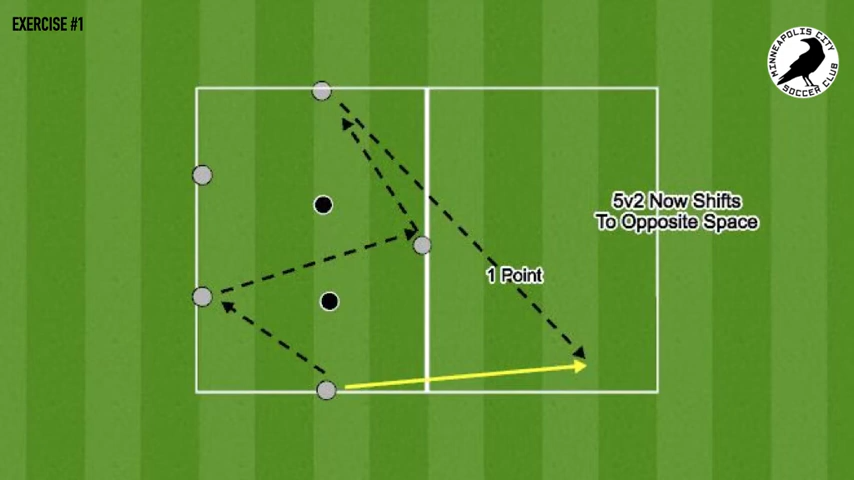 EXERCISE #1
MINNEAPOLIS CITY
SOCCER CLUB
5v2 Now Shifts
To Opposite Space
1 Point